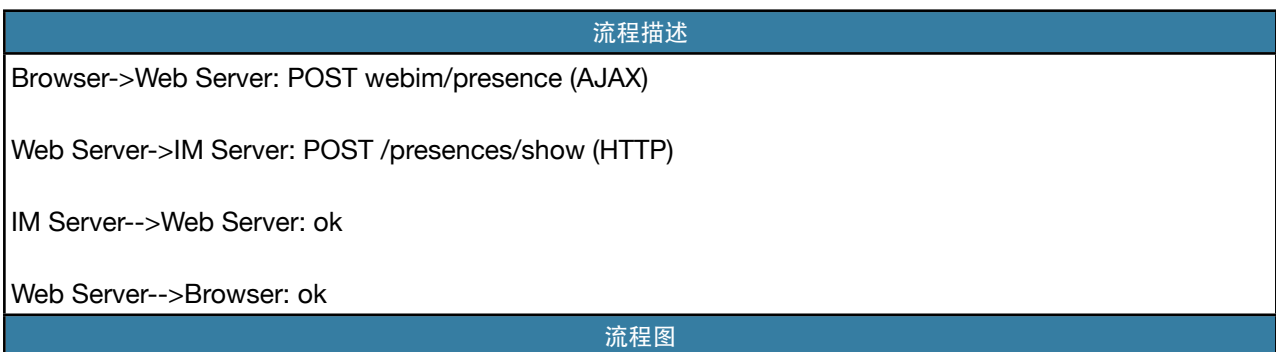 流程描述
Browser->Web Server: POST webim/presence (AJAX)
Web Server->IM Server: POST /presences/show (HTTP)
IM Server-->Web Server: ok
Web Server-->Browser: ok
流程图